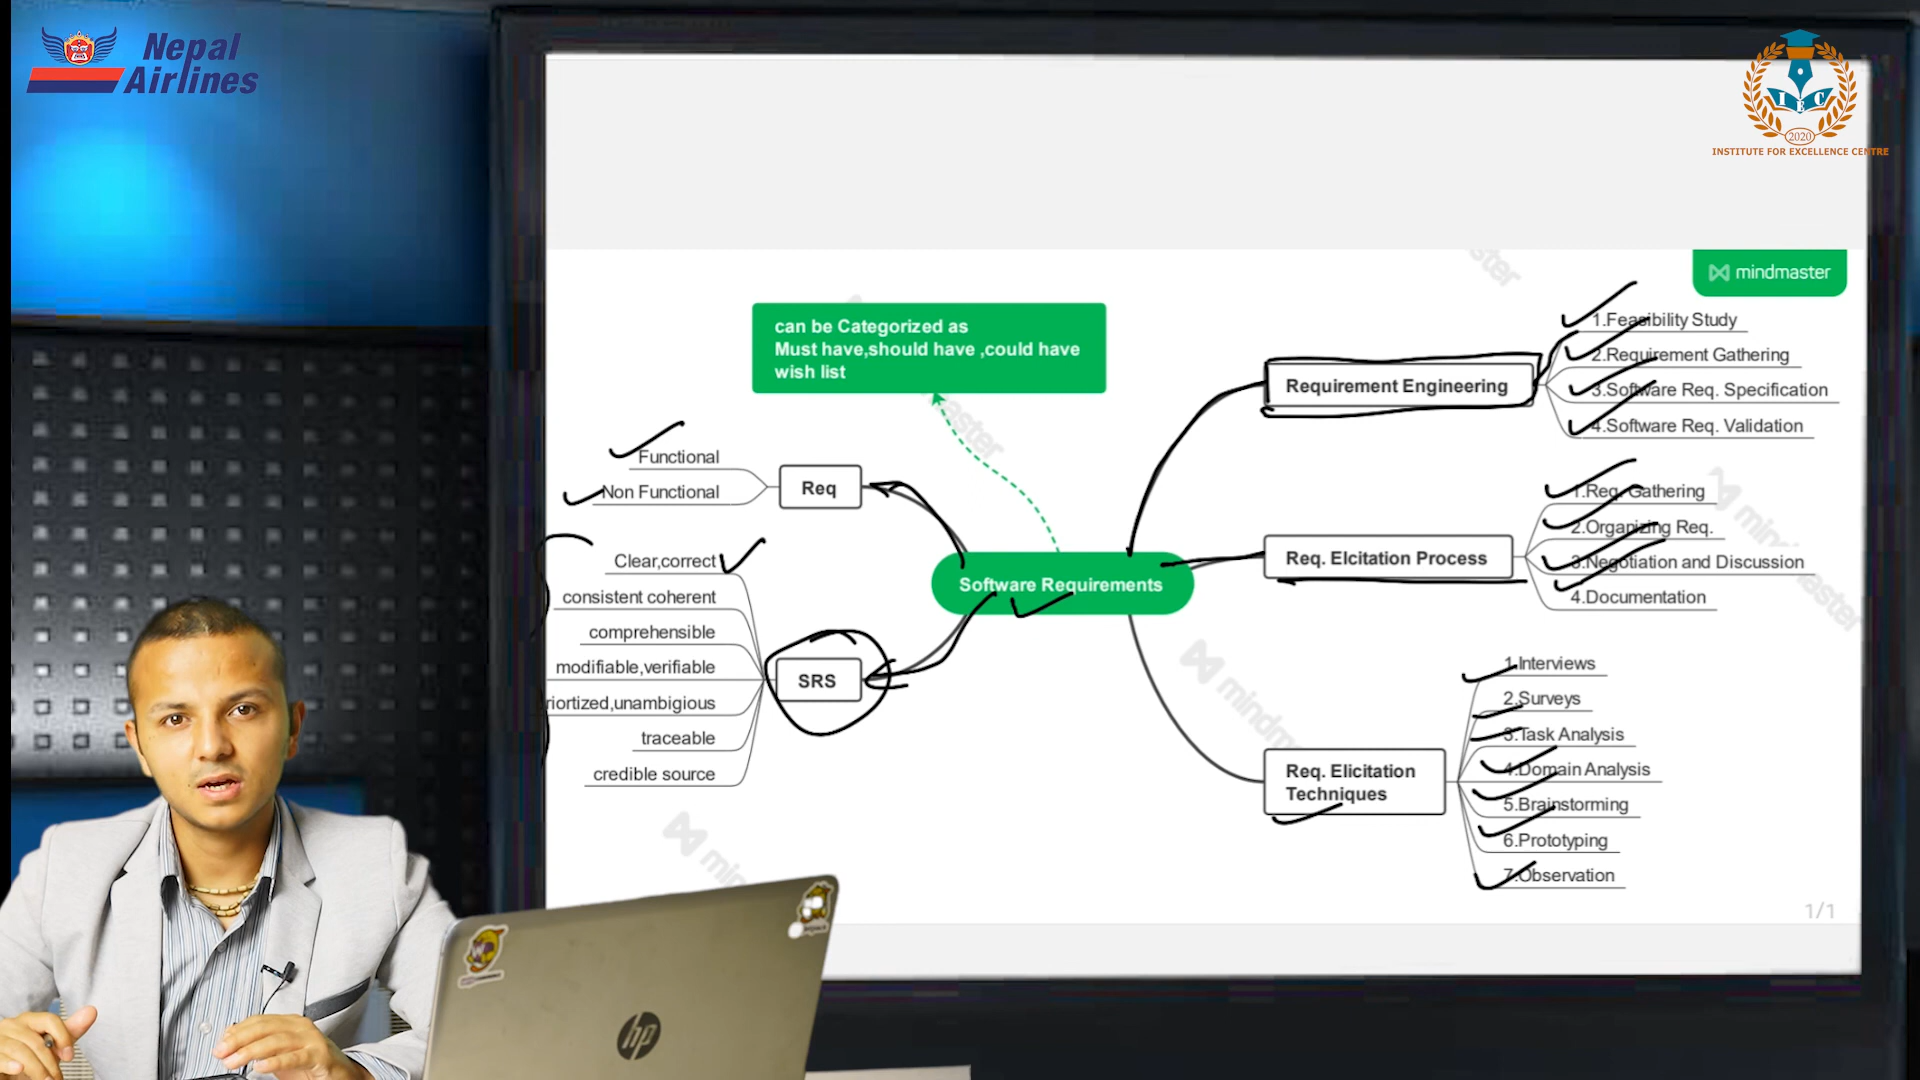 Nepal
Airlines
I E C
2020
INSTITUTE FOR EXCELLENCE CENTRE
mindmaster
can be Categorized as
Must have,should have ,could have
wish list
Requirement Engineering
1.Feasibility Study
2.Requirement Gathering
3.Software Req. Specification
4.Software Req. Validation
Functional
Non Functional
Req
Req. Elcitation Process
1.Req. Gathering
2.Organizing Req.
3.Negotiation and Discussion
4.Documentation
Software Requirements
Clear,correct
consistent coherent
comprehensible
modifiable,verifiable
riortized,unambigious
traceable
credible source
SRS
Req. Elicitation
Techniques
1.Interviews
2.Surveys
3.Task Analysis
4.Domain Analysis
5.Brainstorming
6.Prototyping
7.Observation
1/1
hp